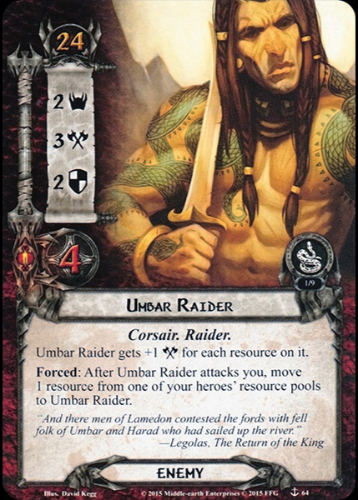 24
2
3
2
4
1/9
UMBAR RAIDER
Corsair. Raider.
Umbar Raider gets +1 for each resource on it.
Forced: After Umbar Raider attacks you, move
1 resource from one of your heroes' resource pools
to Umbar Raider.
"And there men of Lamedon contested the fords with fell
folk of Umbar and Harad who had sailed up the river."
—Legolas, The Return of the King
ENEMY
Illus. David Kegg
© 2015 Middle-earth Enterprises © 2015 FFG
64